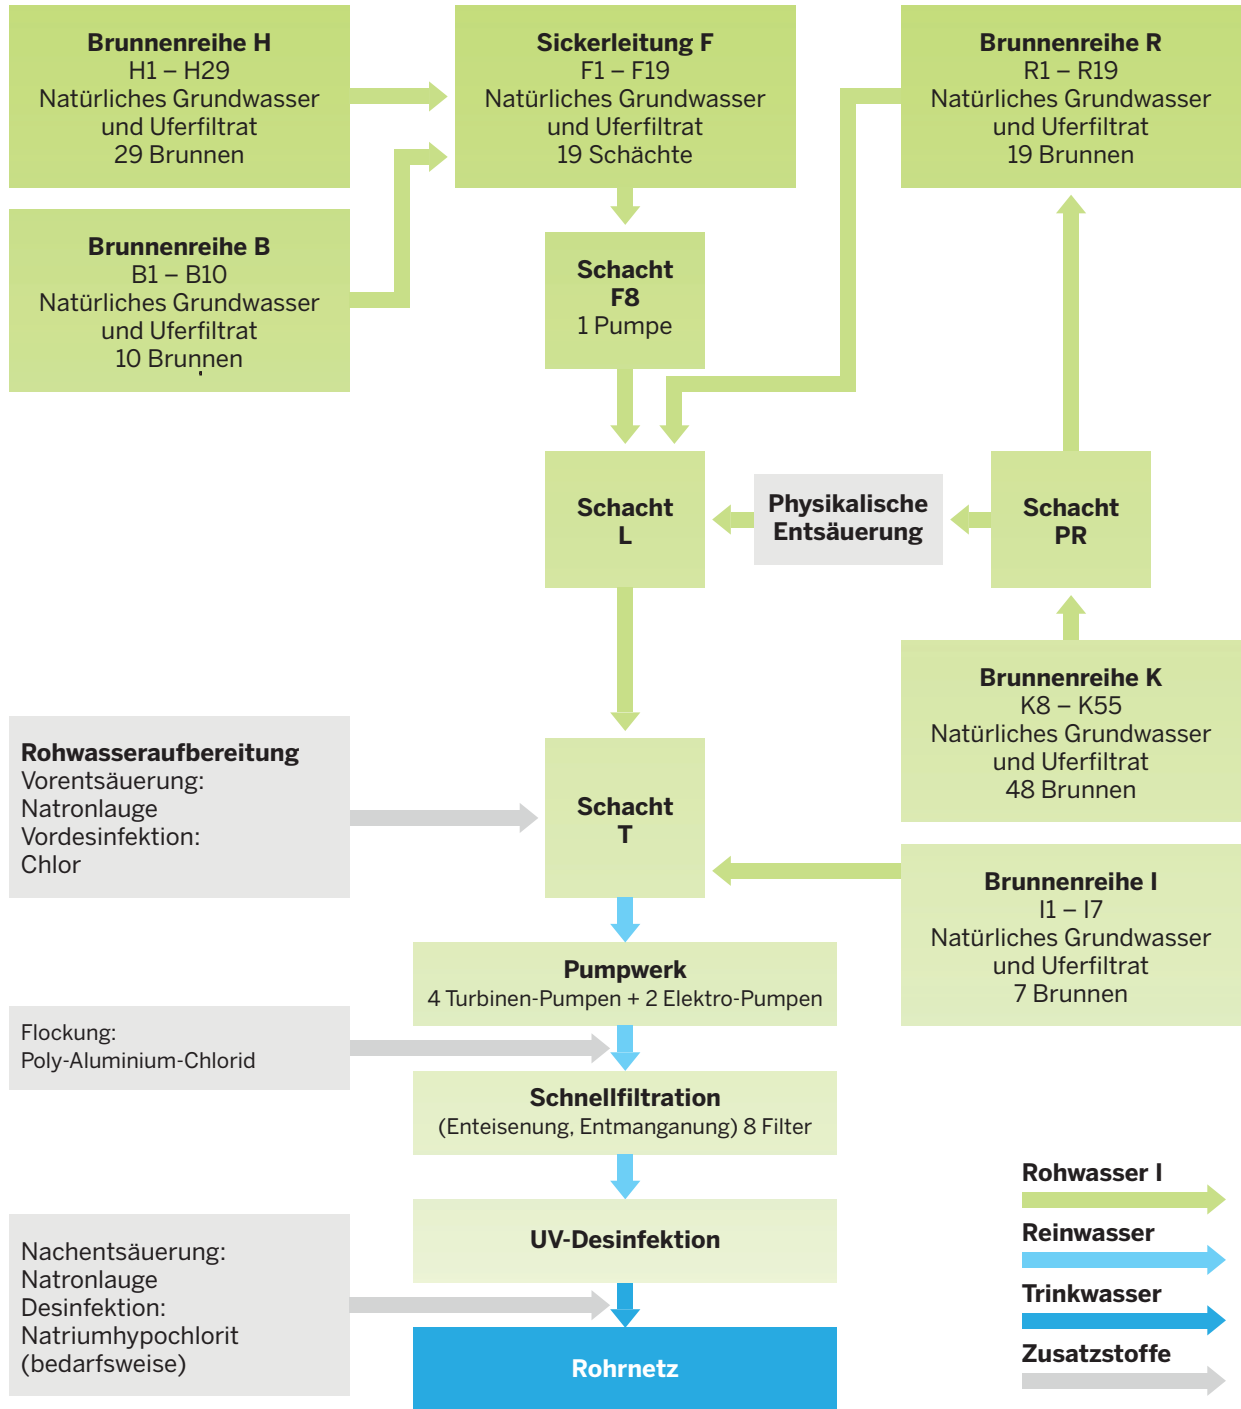 Brunnenreihe H
H1 – H29
Natürliches Grundwasser
und Uferfiltrat
29 Brunnen
Sickerleitung F
F1 – F19
Natürliches Grundwasser
und Uferfiltrat
19 Schächte
Brunnenreihe R
R1 – R19
Natürliches Grundwasser
und Uferfiltrat
19 Brunnen
Brunnenreihe B
B1 – B10
Natürliches Grundwasser
und Uferfiltrat
10 Brunnen
Schacht
F8
1 Pumpe
Schacht
L
Physikalische
Entsäuerung
Schacht
PR
Brunnenreihe K
K8 – K55
Natürliches Grundwasser
und Uferfiltrat
48 Brunnen
Rohwasseraufbereitung
Vorentsäuerung:
Natronlauge
Vordesinfektion:
Chlor
Schacht
T
Brunnenreihe I
I1 – I7
Natürliches Grundwasser
und Uferfiltrat
7 Brunnen
Pumpwerk
4 Turbinen-Pumpen + 2 Elektro-Pumpen
Flockung:
Poly-Aluminium-Chlorid
Schnellfiltration
(Enteisenung, Entmanganung) 8 Filter
UV-Desinfektion
Nachentsäuerung:
Natronlauge
Desinfektion:
Natriumhypochlorit
(bedarfsweise)
Rohrnetz
Rohwasser I
Reinwasser
Trinkwasser
Zusatzstoffe